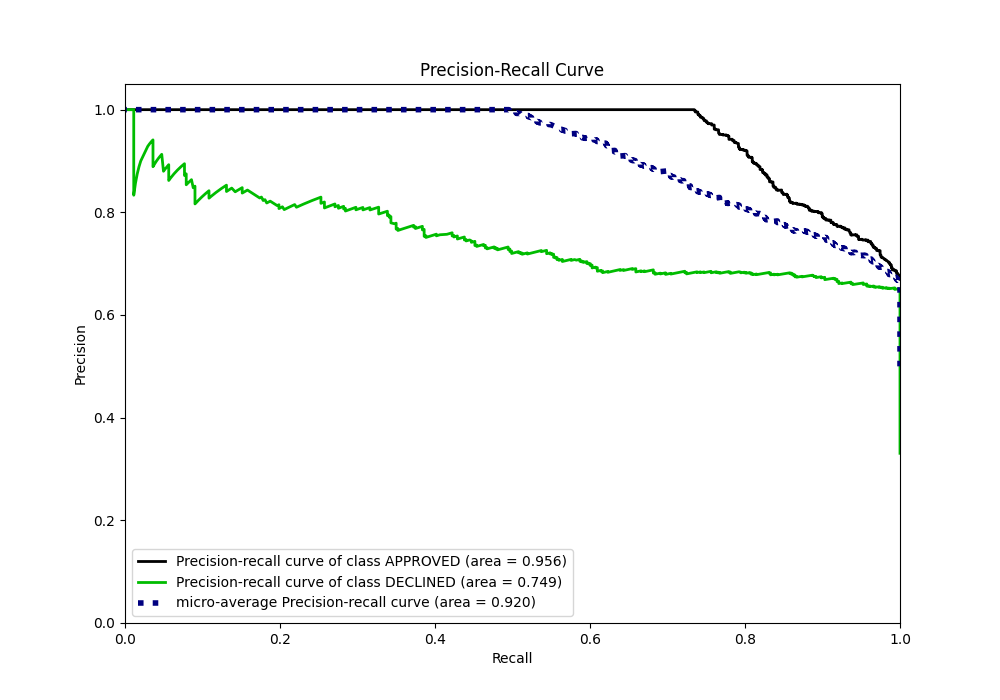 Precision-Recall Curve
1.0
0.8
0.6
0.4
0.2
0.0
Precision
Precision-recall curve of class APPROVED (area = 0.956)
Precision-recall curve of class DECLINED (area = 0.749)
micro-average Precision-recall curve (area = 0.920)
0.0 0.2 0.4 0.6 0.8 1.0
Recall